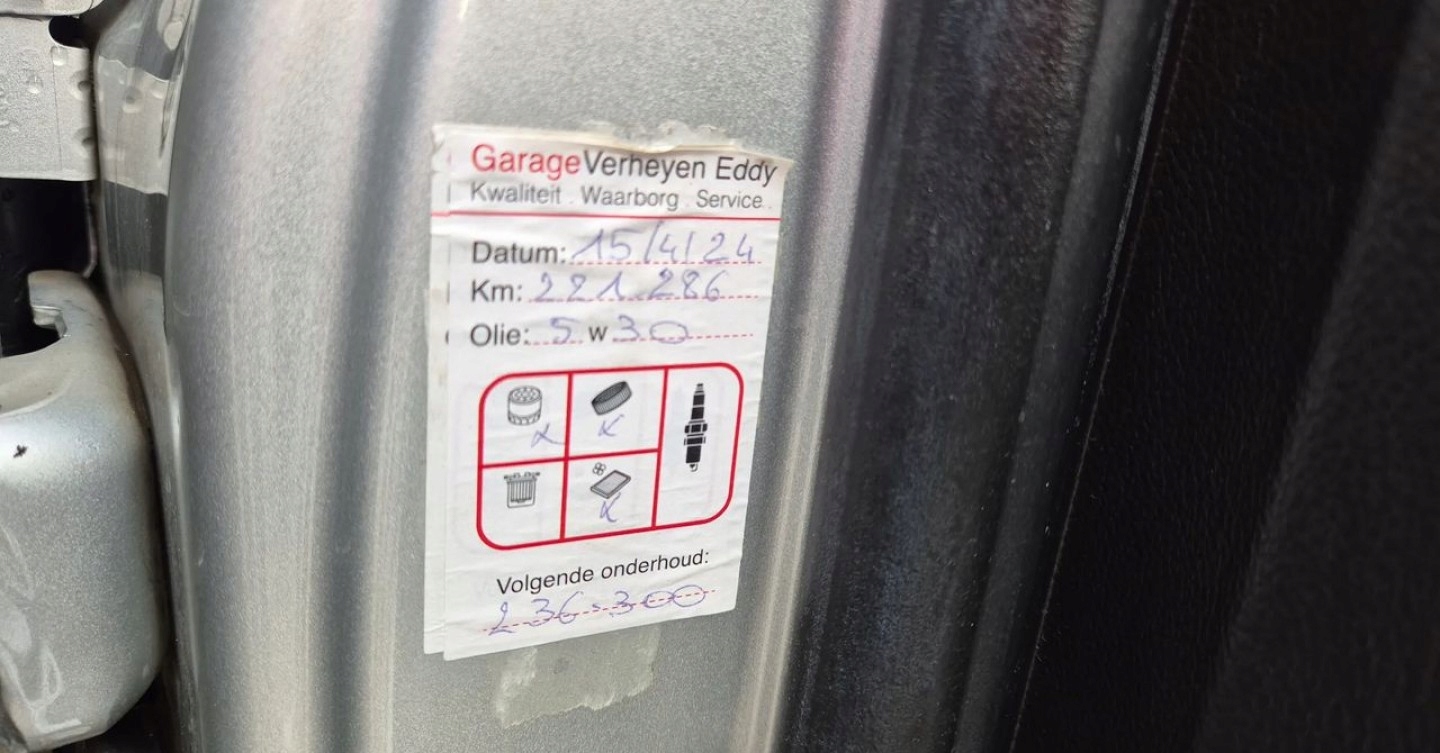 GarageVerheyen Eddy
Kwaliteit . Waarborg . Service
Datum: 15/4/24
Km: 221.286
Olie: 5 w 30
x x
x
Volgende onderhoud:
236.300